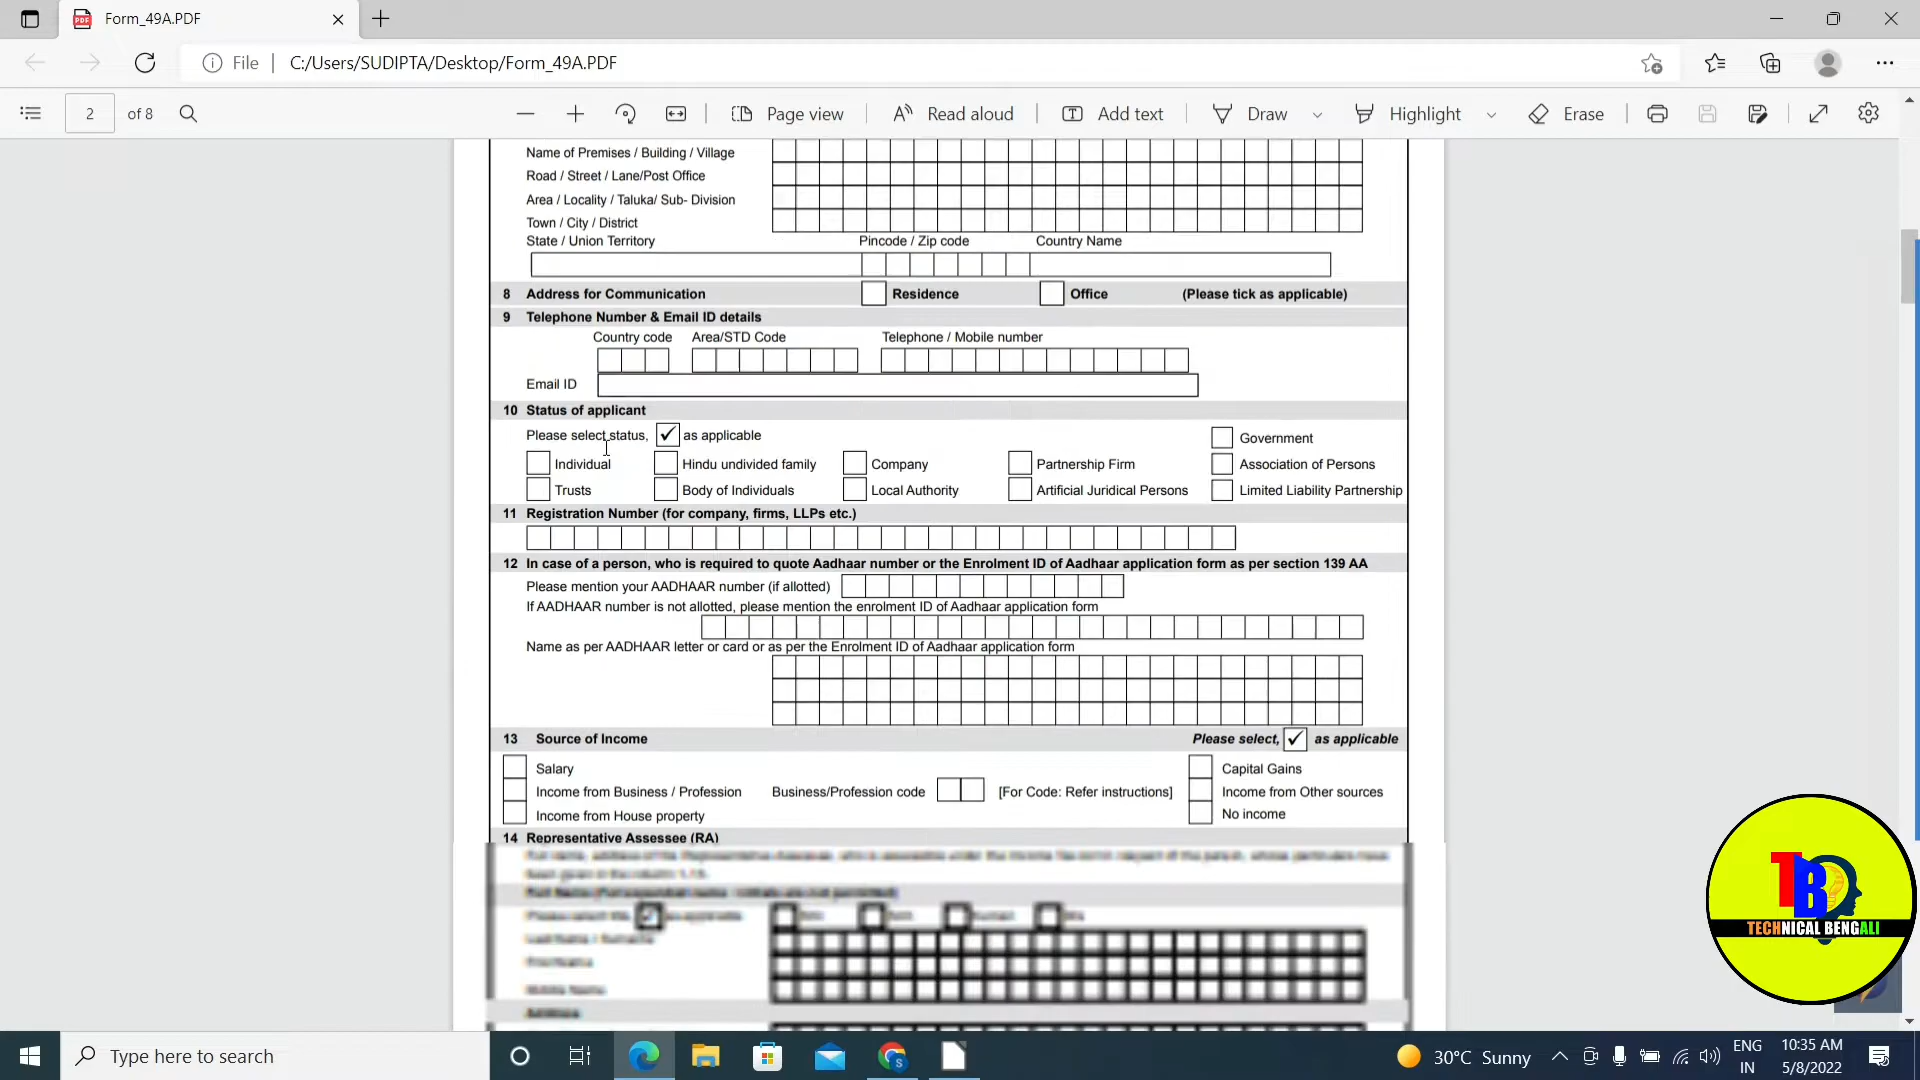 Form_49A.PDF
File
C:/Users/SUDIPTA/Desktop/Form_49A.PDF
2 of 8
Page view
Read aloud
Add text
Draw
Highlight
Erase
Name of Premises / Building / Village
Road / Street / Lane/Post Office
Area / Locality / Taluka/ Sub- Division
Town / City / District
State / Union Territory Pincode / Zip code Country Name
8 Address for Communication Residence Office (Please tick as applicable)
9 Telephone Number & Email ID details
Country code Area/STD Code Telephone / Mobile number
Email ID
10 Status of applicant
Please select status, ✓ as applicable Government
Individual Hindu undivided family Company Partnership Firm Association of Persons
Trusts Body of Individuals Local Authority Artificial Juridical Persons Limited Liability Partnership
11 Registration Number (for company, firms, LLPs etc.)
12 In case of a person, who is required to quote Aadhaar number or the Enrolment ID of Aadhaar application form as per section 139 AA
Please mention your AADHAAR number (if allotted)
If AADHAAR number is not allotted, please mention the enrolment ID of Aadhaar application form
Name as per AADHAAR letter or card or as per the Enrolment ID of Aadhaar application form
13 Source of Income Please select, ✓ as applicable
Salary Capital Gains
Income from Business / Profession Business/Profession code [For Code: Refer instructions] Income from Other sources
Income from House property No income
14 Representative Assessee (RA)
TB
TECHNICAL BENGALI
Type here to search
30°C Sunny
ENG
IN
10:35 AM
5/8/2022